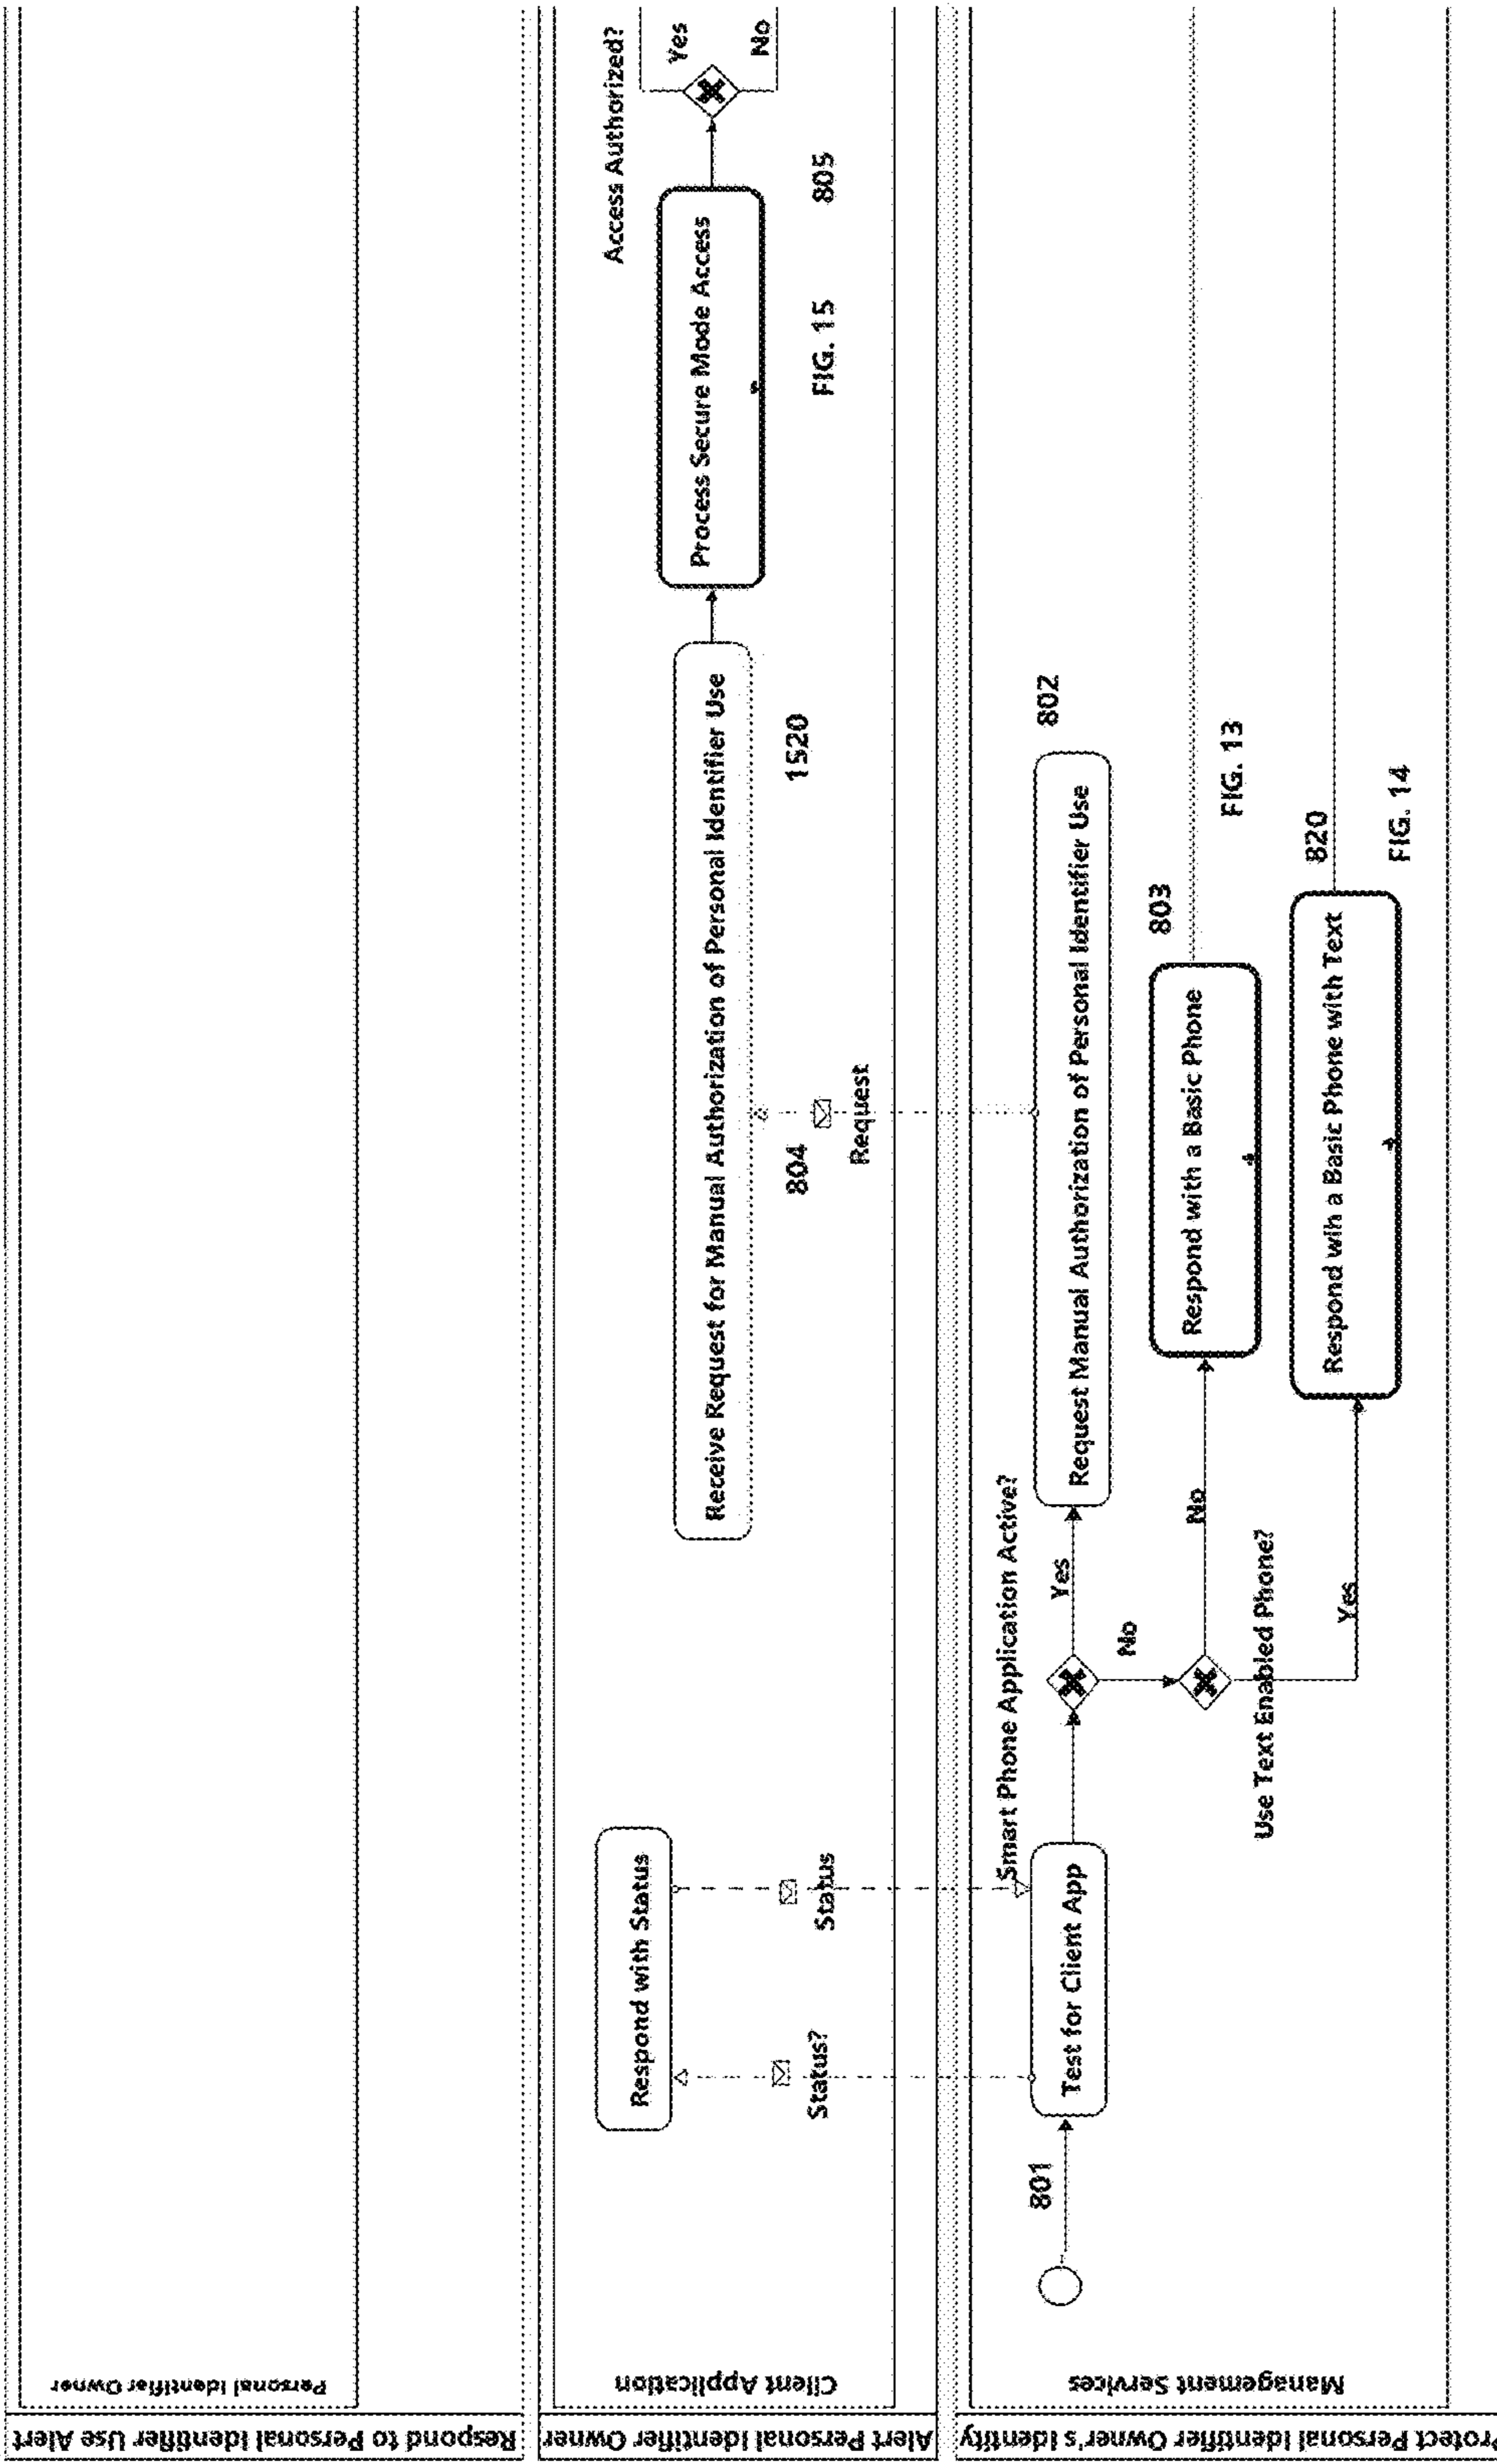 Respond to Personal Identifier Use Alert
Personal Identifier Owner
Alert Personal Identifier Owner
Client Application
Respond with Status
Status?
Status
Receive Request for Manual Authorization of Personal Identifier Use
804
Request
1520
Process Secure Mode Access
FIG. 15
805
Access Authorized?
Yes
No
Protect Personal Identifier Owner's Identity
Management Services
801
Test for Client App
Smart Phone Application Active?
Yes
No
Request Manual Authorization of Personal Identifier Use
802
Use Text Enabled Phone?
No
Yes
Respond with a Basic Phone
803
FIG. 13
Respond wih a Basic Phone with Text
820
FIG. 14